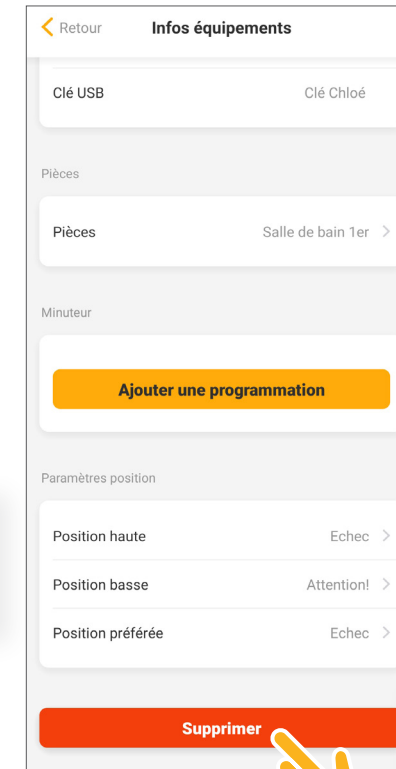 Retour Infos équipements
Clé USB Clé Chloé
Pièces
Pièces Salle de bain 1er
Minuteur
Ajouter une programmation
Paramètres position
Position haute Echec
Position basse Attention!
Position préférée Echec
Supprimer